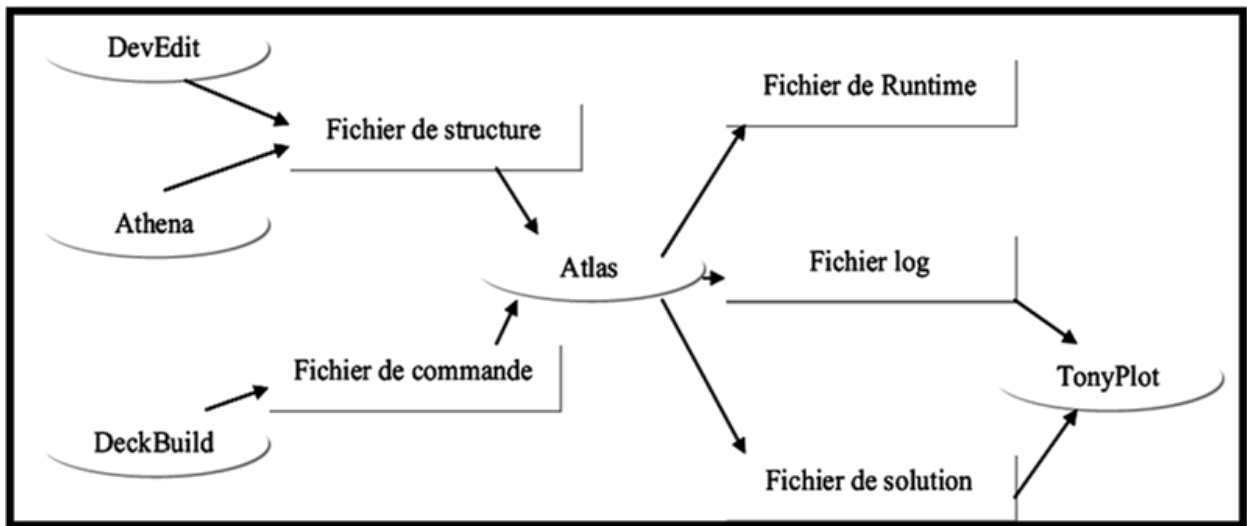 DevEdit
Fichier de structure
Athena
Fichier de commande
DeckBuild
Atlas
Fichier de Runtime
Fichier log
Fichier de solution
TonyPlot